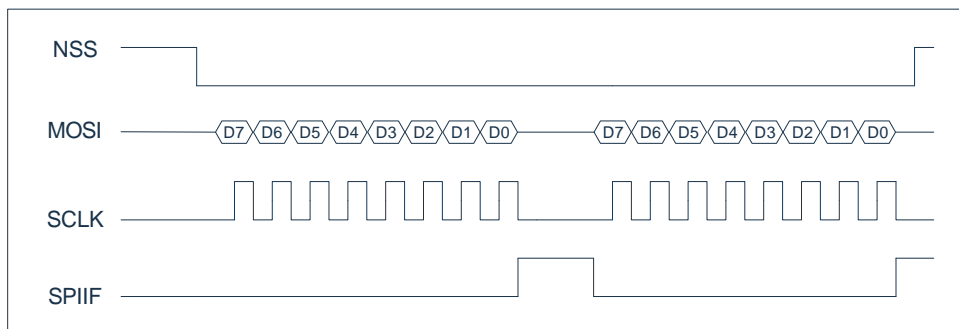 NSS
MOSI D7 D6 D5 D4 D3 D2 D1 D0 D7 D6 D5 D4 D3 D2 D1 D0
SCLK
SPIIF